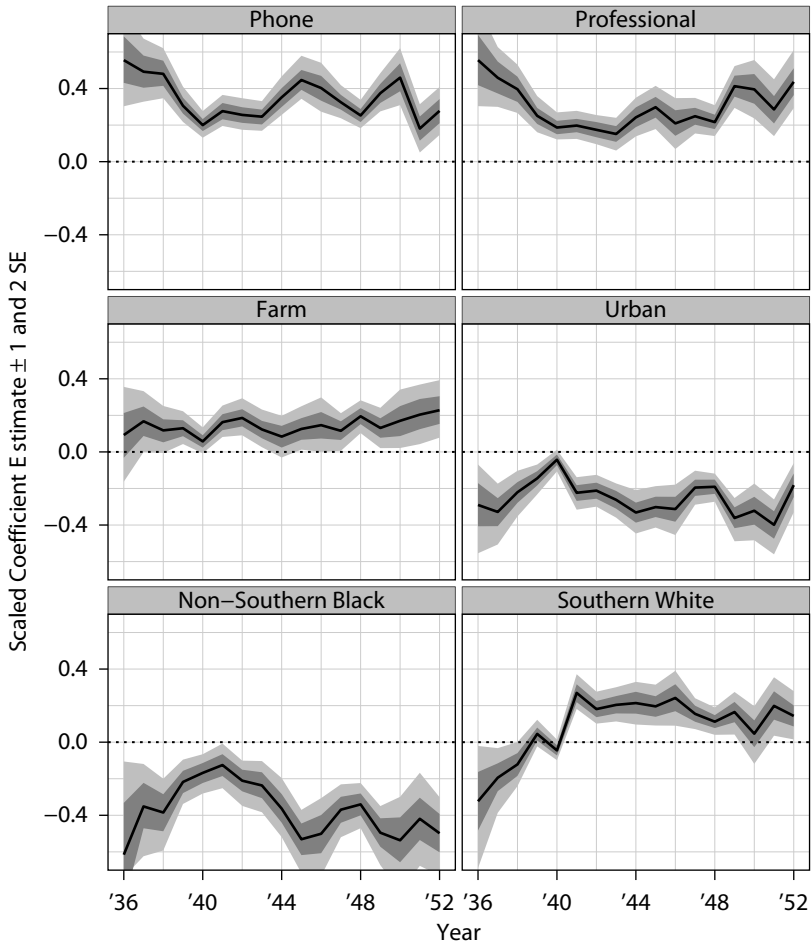 Phone
Professional
0.4
0.0
−0.4
Farm
Urban
0.4
0.0
−0.4
Non−Southern Black
Southern White
0.4
0.0
−0.4
Scaled Coefficient E stimate ± 1 and 2 SE
'36 '40 '44 '48 '52 '36 '40 '44 '48 '52
Year